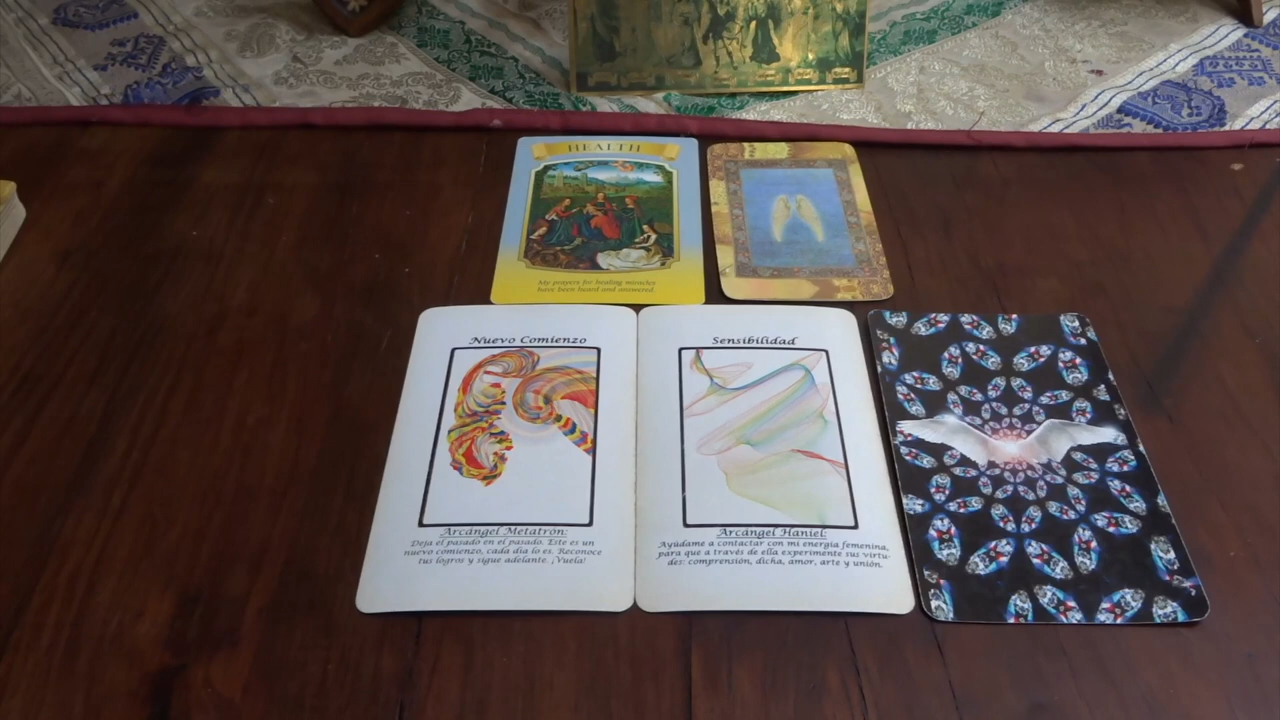 HEALTH
My prayers for healing miracles
have been heard and answered.
Nuevo Comienzo
Arcángel Metatrón:
Deja el pasado en el pasado. Este es un
nuevo comienzo, cada dia lo es. Reconoce
tus logros y sigue adelante. ¡Vuela!
Sensibilidad
Arcángel Haniel:
Ayúdame a contactar con mi energía femenina,
para que a través de ella experimente sus virtu-
des: comprensión, dicha, amor, arte y unión.